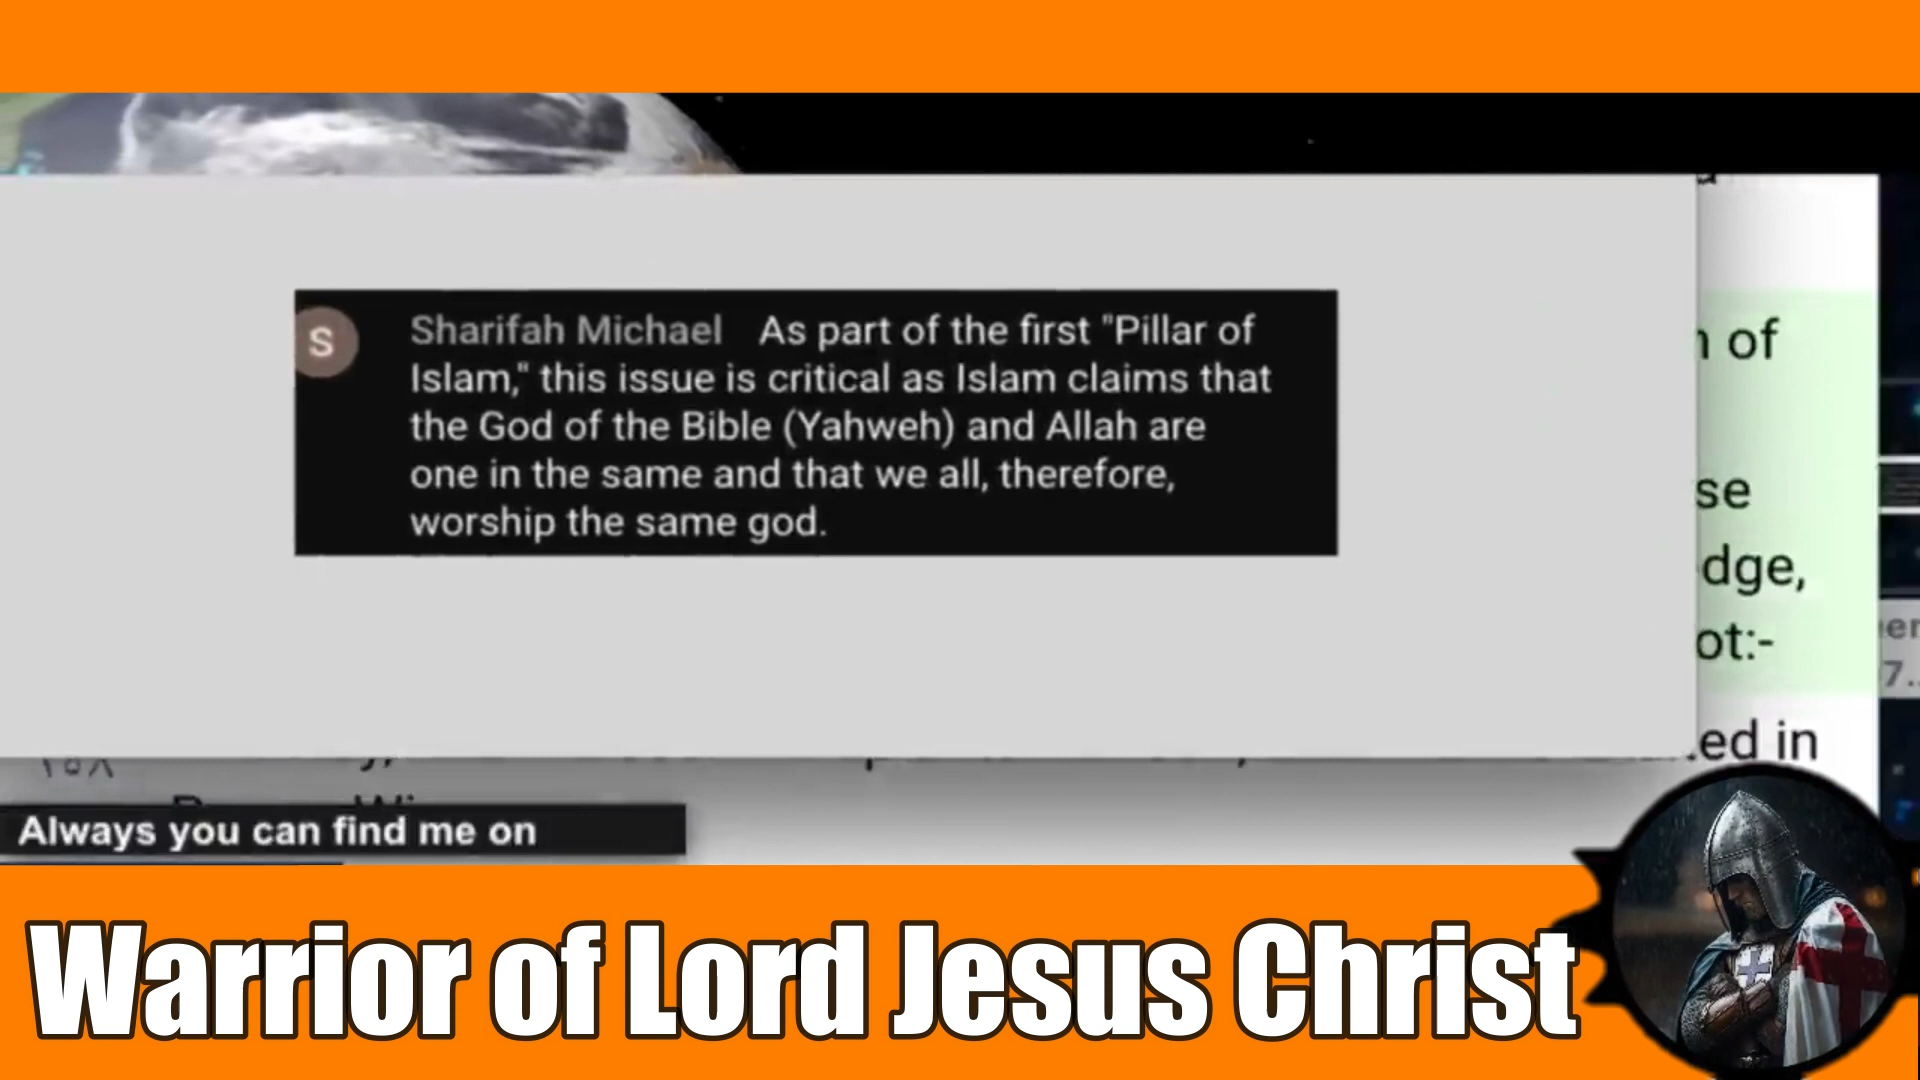 S
Sharifah Michael As part of the first "Pillar of
Islam," this issue is critical as Islam claims that
the God of the Bible (Yahweh) and Allah are
one in the same and that we all, therefore,
worship the same god.
of
se
dge,
ot:-
ed in
7..
Always you can find me on
Warrior of Lord Jesus Christ